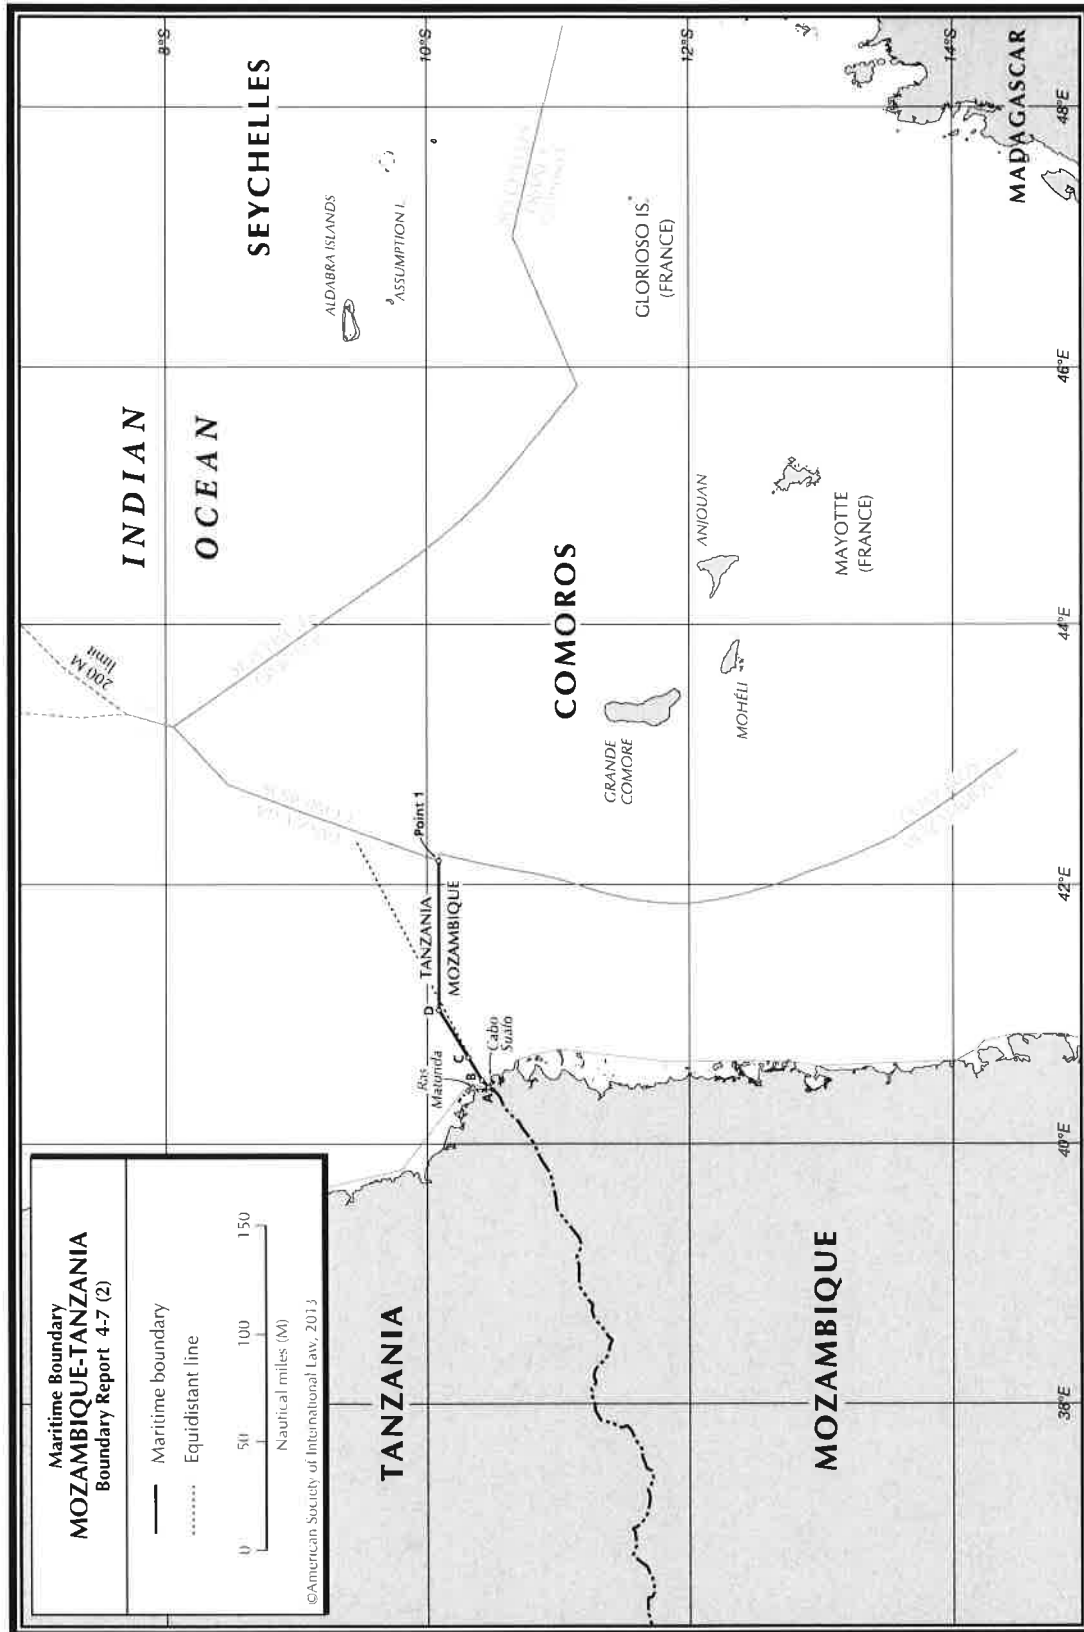 Maritime Boundary
MOZAMBIQUE-TANZANIA
Boundary Report 4-7 (2)
Maritime boundary
Equidistant line
0
50
100
150
Nautical miles (M)
©American Society of International Law, 2013
INDIAN
OCEAN
SEYCHELLES
ALDABRA ISLANDS
ASSUMPTION I.
200 M
limit
8°S
10°S
12°S
14°S
Point 1
TANZANIA
MOZAMBIQUE
D
C
B
A
Ras
Matunda
Cabo
Suafo
COMOROS
GRANDE
COMORE
MOHÉLI
ANJOUAN
MAYOTTE
(FRANCE)
GLORIOSO IS.
(FRANCE)
MADAGASCAR
TANZANIA
MOZAMBIQUE
38°E
40°E
42°E
44°E
46°E
48°E